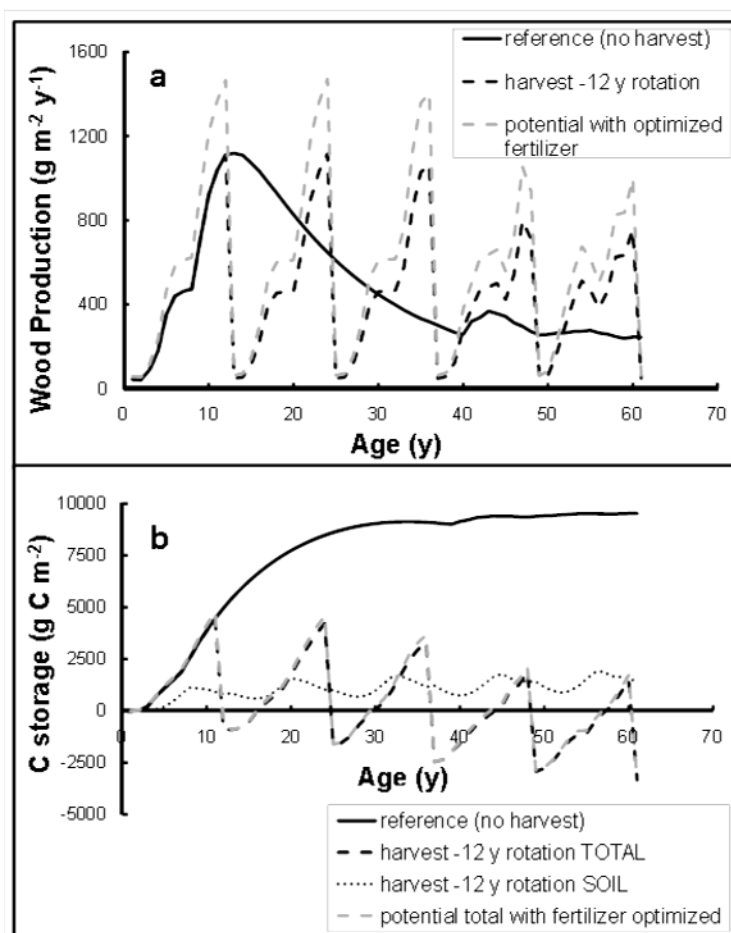 a
reference (no harvest)
harvest -12 y rotation
potential with optimized
fertilizer
Wood Production (g m⁻² y⁻¹)
1600
1200
800
400
0
0 10 20 30 40 50 60 70
Age (y)
b
C storage (g C m⁻²)
10000
7500
5000
2500
0
-2500
-5000
0 10 20 30 40 50 60 70
Age (y)
reference (no harvest)
harvest -12 y rotation TOTAL
harvest -12 y rotation SOIL
potential total with fertilizer optimized